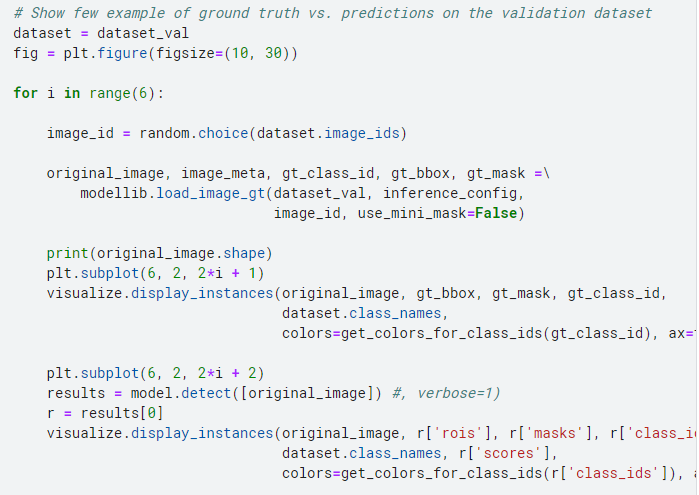 # Show few example of ground truth vs. predictions on the validation dataset
dataset = dataset_val
fig = plt.figure(figsize=(10, 30))
for i in range(6):
image_id = random.choice(dataset.image_ids)
original_image, image_meta, gt_class_id, gt_bbox, gt_mask =\
modellib.load_image_gt(dataset_val, inference_config,
image_id, use_mini_mask=False)
print(original_image.shape)
plt.subplot(6, 2, 2*i + 1)
visualize.display_instances(original_image, gt_bbox, gt_mask, gt_class_id,
dataset.class_names,
colors=get_colors_for_class_ids(gt_class_id), ax=
plt.subplot(6, 2, 2*i + 2)
results = model.detect([original_image]) #, verbose=1)
r = results[0]
visualize.display_instances(original_image, r['rois'], r['masks'], r['class_i
dataset.class_names, r['scores'],
colors=get_colors_for_class_ids(r['class_ids']),